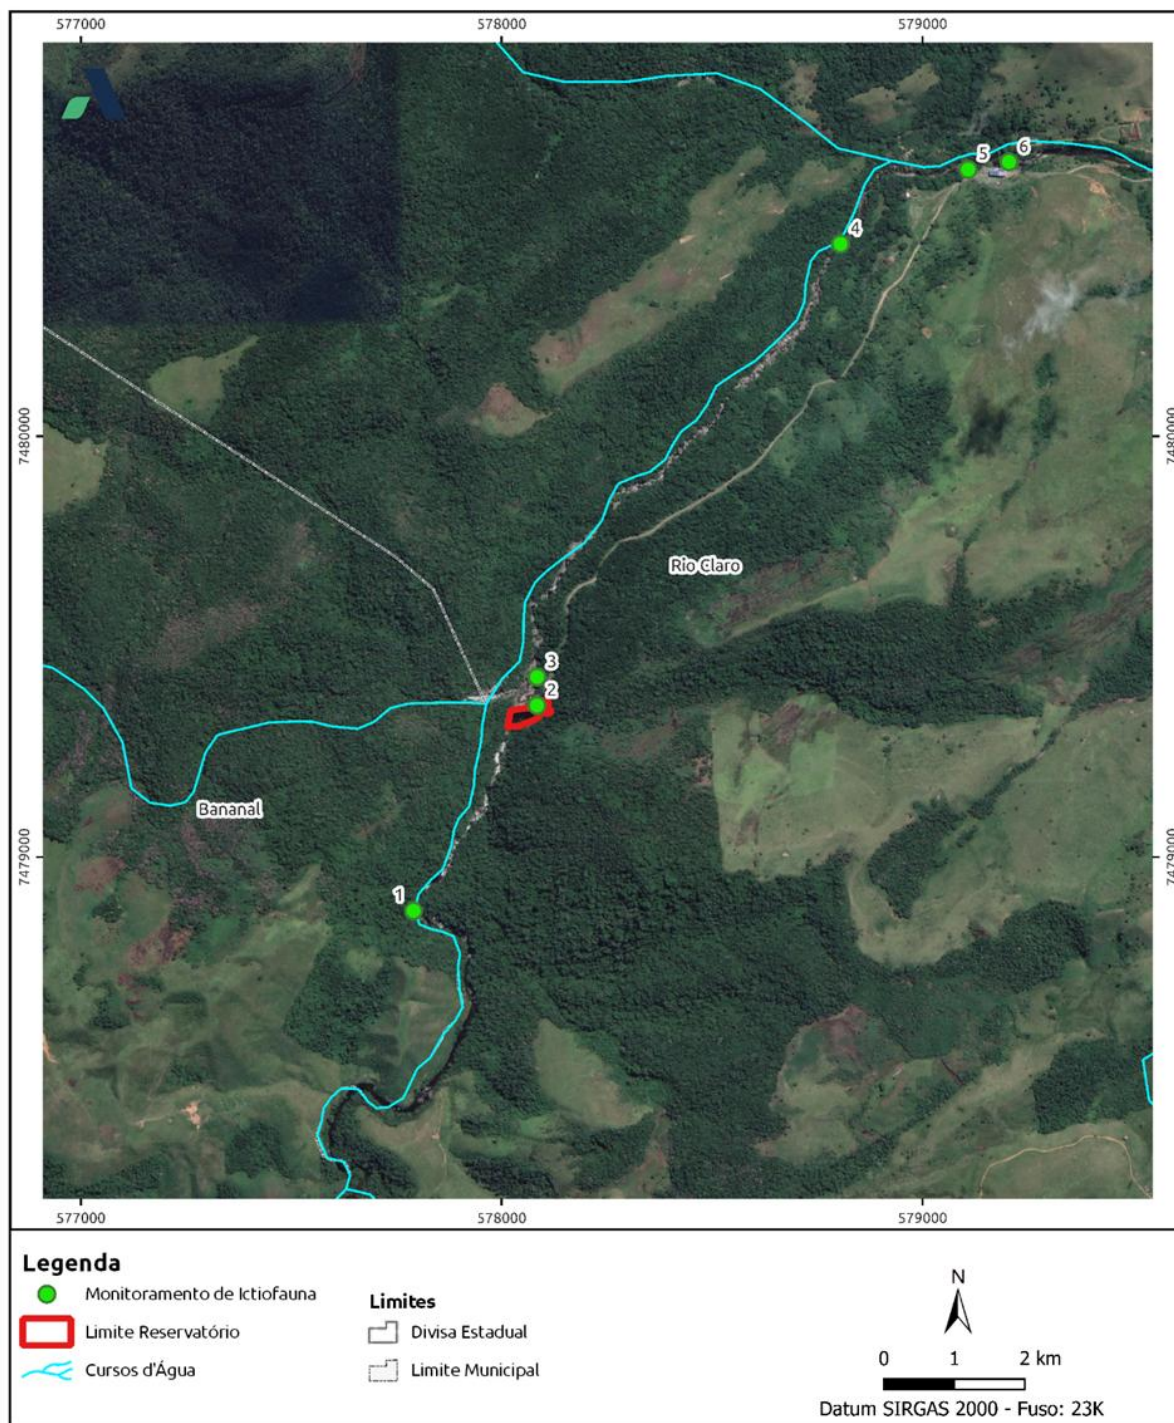 577000 578000 579000
5 6
4
7480000 7480000
Rio Claro
3
2
Bananal
7479000 7479000
1
577000 578000 579000
Legenda
Monitoramento de Ictiofauna
Limite Reservatório
Cursos d'Água
Limites
Divisa Estadual
Limite Municipal
N
0 1 2 km
Datum SIRGAS 2000 - Fuso: 23K